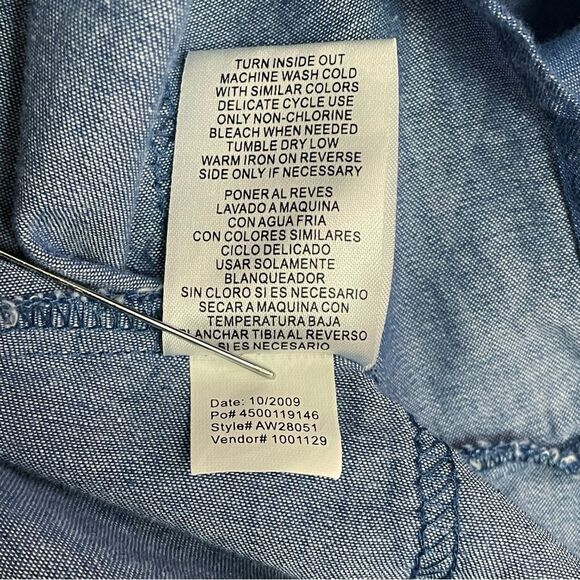 TURN INSIDE OUT
MACHINE WASH COLD
WITH SIMILAR COLORS
DELICATE CYCLE USE
ONLY NON-CHLORINE
BLEACH WHEN NEEDED
TUMBLE DRY LOW
WARM IRON ON REVERSE
SIDE ONLY IF NECESSARY
PONER AL REVES
LAVADO A MAQUINA
CON AGUA FRIA
CON COLORES SIMILARES
CICLO DELICADO
USAR SOLAMENTE
BLANQUEADOR
SIN CLORO SI ES NECESARIO
SECAR A MAQUINA CON
TEMPERATURA BAJA
PLANCHAR TIBIA AL REVERSO
SI ES NECESARIO
Date: 10/2009
Po# 4500119146
Style# AW28051
Vendor# 1001129